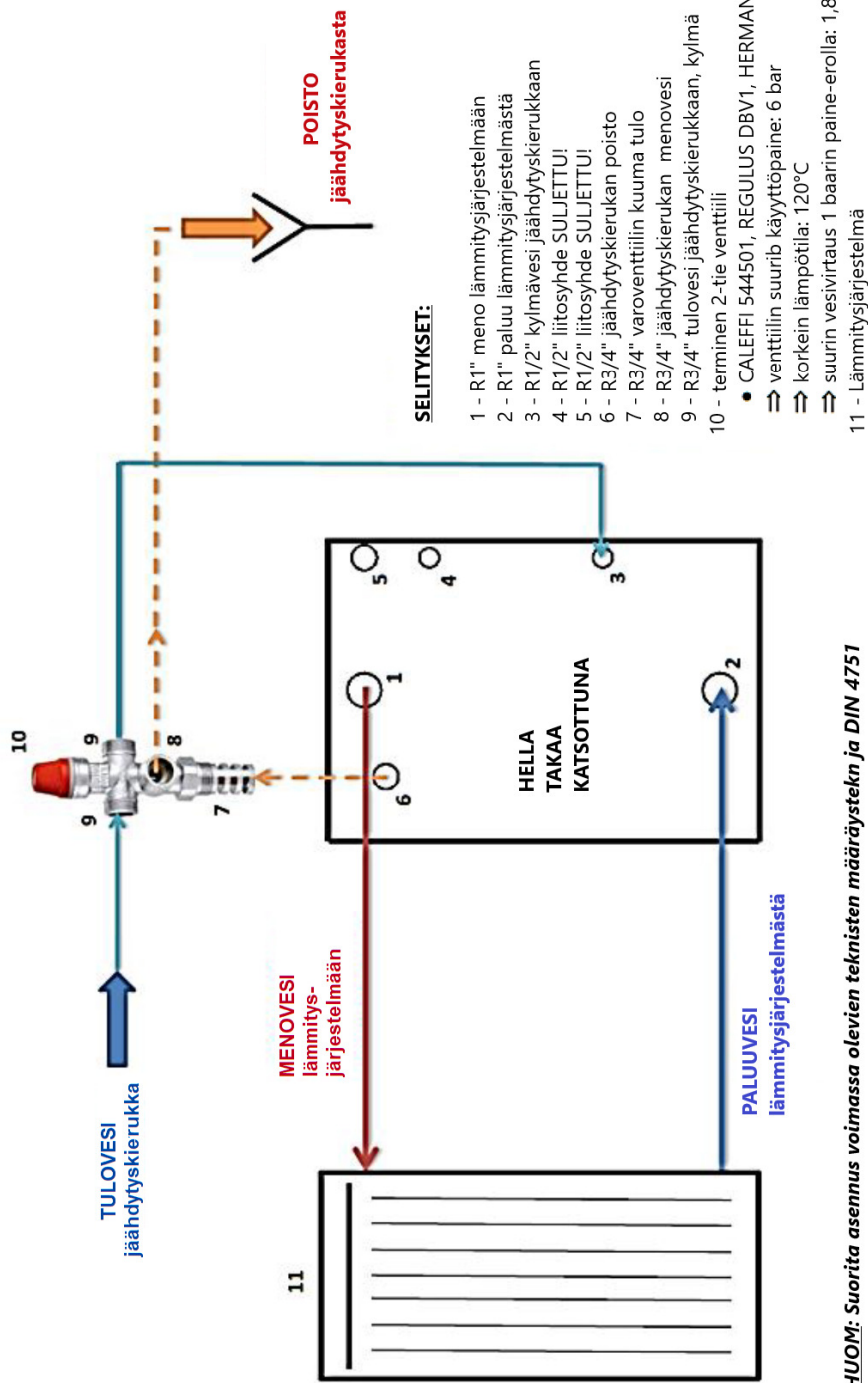 10
TULOVESI
jäähdytyskierukka
9
9
8
7
POISTO
jäähdytyskierukasta
11
MENOVESI
lämmitys-
järjestelmään
6
1
5
4
3
2
HELLA
TAKAA
KATSOTTUNA
PALUUVESI
lämmitysjärjestelmästä
SELITYKSET:
1 - R1" meno lämmitysjärjestelmään
2 - R1" paluu lämmitysjärjestelmästä
3 - R1/2" kylmävesi jäähdytyskierukkaan
4 - R1/2" liitosyhde SULJETTU!
5 - R1/2" liitosyhde SULJETTU!
6 - R3/4" jäähdytyskierukan poisto
7 - R3/4" varoventtiilin kuuma tulo
8 - R3/4" jäähdytyskierukan menovesi
9 - R3/4" tulovesi jäähdytyskierukkaan, kylmä
10 - terminen 2-tie venttiili
• CALEFFI 544501, REGULUS DBV1, HERMAN
⇒ venttiilin suurib käyyttöpaine: 6 bar
⇒ korkein lämpötila: 120°C
⇒ suurin vesivirtaus 1 baarin paine-erolla: 1,8
11 - Lämmitysjärjestelmä
HUOM: Suorita asennus voimassa olevien teknisten määräystekn ja DIN 4751